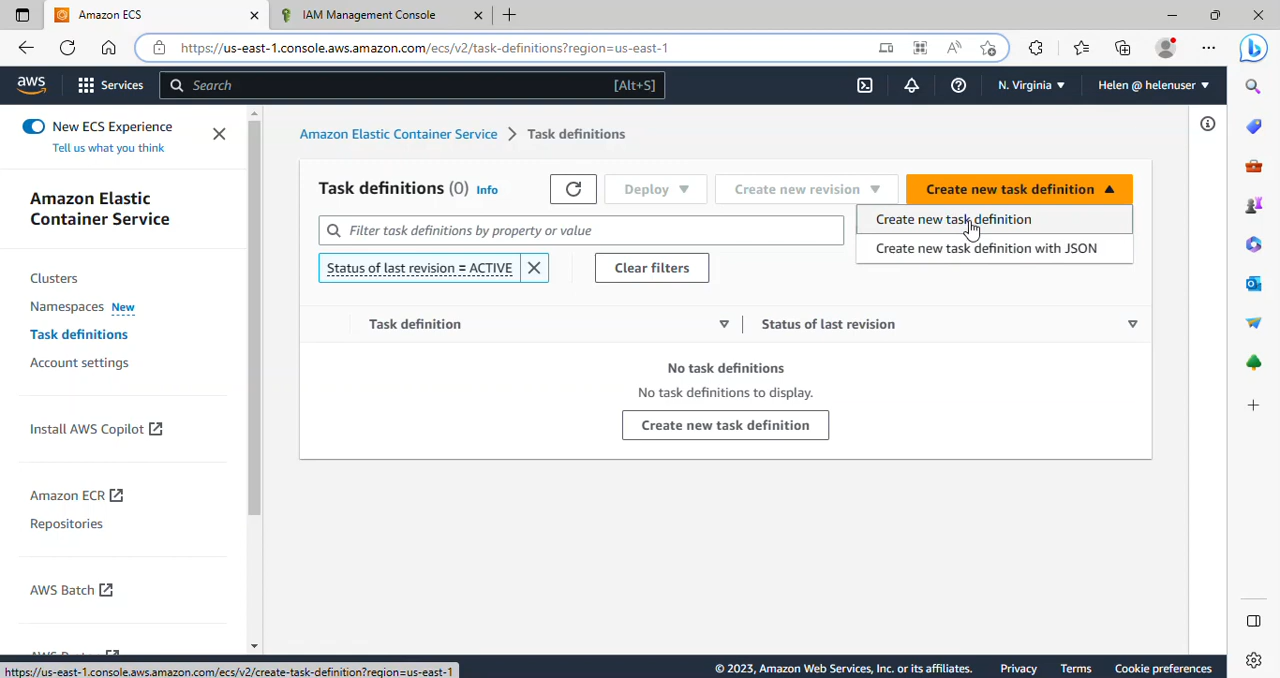 Amazon ECS
IAM Management Console
https://us-east-1.console.aws.amazon.com/ecs/v2/task-definitions?region=us-east-1
aws
Services
Search
[Alt+S]
N. Virginia
Helen @ helenuser
New ECS Experience
Tell us what you think
Amazon Elastic
Container Service
Clusters
Namespaces New
Task definitions
Account settings
Install AWS Copilot
Amazon ECR
Repositories
AWS Batch
Amazon Elastic Container Service
Task definitions
Task definitions (0) Info
Deploy
Create new revision
Create new task definition
Create new task definition
Create new task definition with JSON
Filter task definitions by property or value
Status of last revision = ACTIVE
Clear filters
Task definition
Status of last revision
No task definitions
No task definitions to display.
Create new task definition
https://us-east-1.console.aws.amazon.com/ecs/v2/create-task-definition?region=us-east-1
© 2023, Amazon Web Services, Inc. or its affiliates.
Privacy
Terms
Cookie preferences